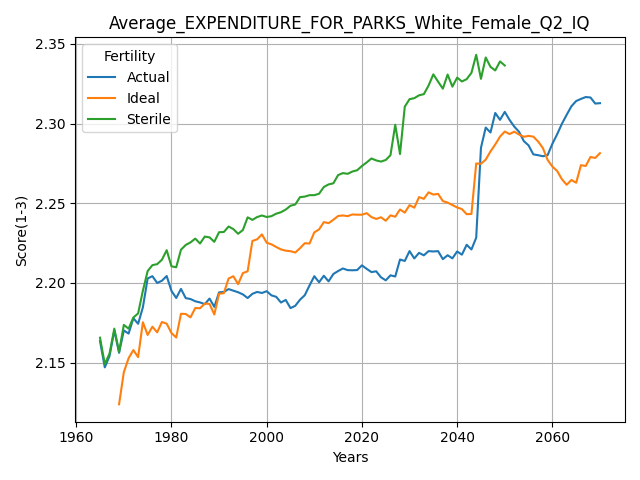 Average_EXPENDITURE_FOR_PARKS_White_Female_Q2_IQ
Fertility
Actual
Ideal
Sterile
Score(1-3)
2.35
2.30
2.25
2.20
2.15
1960
1980
2000
2020
2040
2060
Years